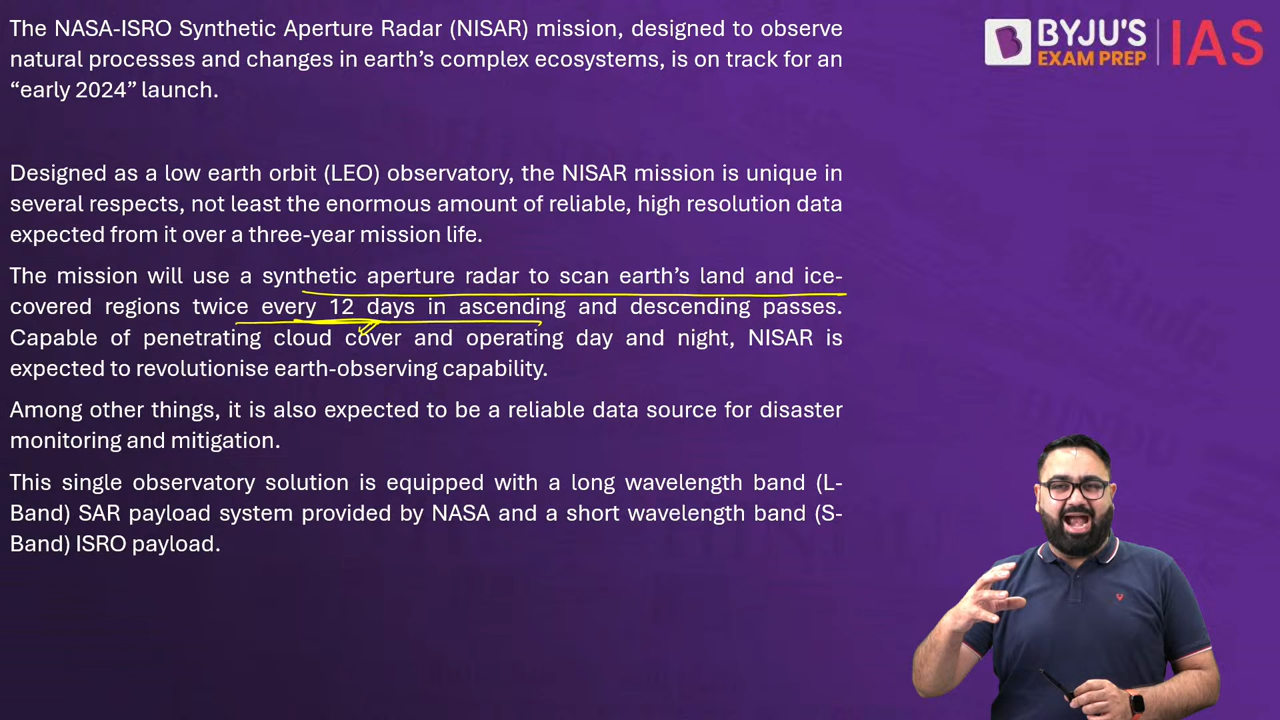 The NASA-ISRO Synthetic Aperture Radar (NISAR) mission, designed to observe
natural processes and changes in earth's complex ecosystems, is on track for an
“early 2024” launch.
BYJU'S
EXAM PREP
IAS
Designed as a low earth orbit (LEO) observatory, the NISAR mission is unique in
several respects, not least the enormous amount of reliable, high resolution data
expected from it over a three-year mission life.
The mission will use a synthetic aperture radar to scan earth's land and ice-
covered regions twice every 12 days in ascending and descending passes.
Capable of penetrating cloud cover and operating day and night, NISAR is
expected to revolutionise earth-observing capability.
Among other things, it is also expected to be a reliable data source for disaster
monitoring and mitigation.
This single observatory solution is equipped with a long wavelength band (L-
Band) SAR payload system provided by NASA and a short wavelength band (S-
Band) ISRO payload.